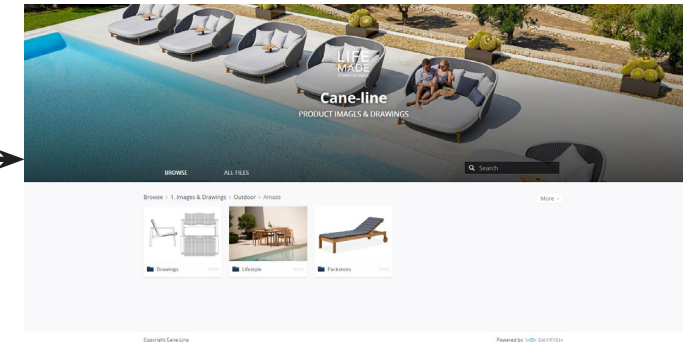 LIFE
MADE
COMFORTABLE
Cane-line
PRODUCT IMAGES & DRAWINGS
BROWSE
ALL FILES
Search
Browse > 1. Images & Drawings > Outdoor > Amaze
More
Drawings
Lifestyle
Packshots
Copyright Cane-Line
Powered by SKYFISH